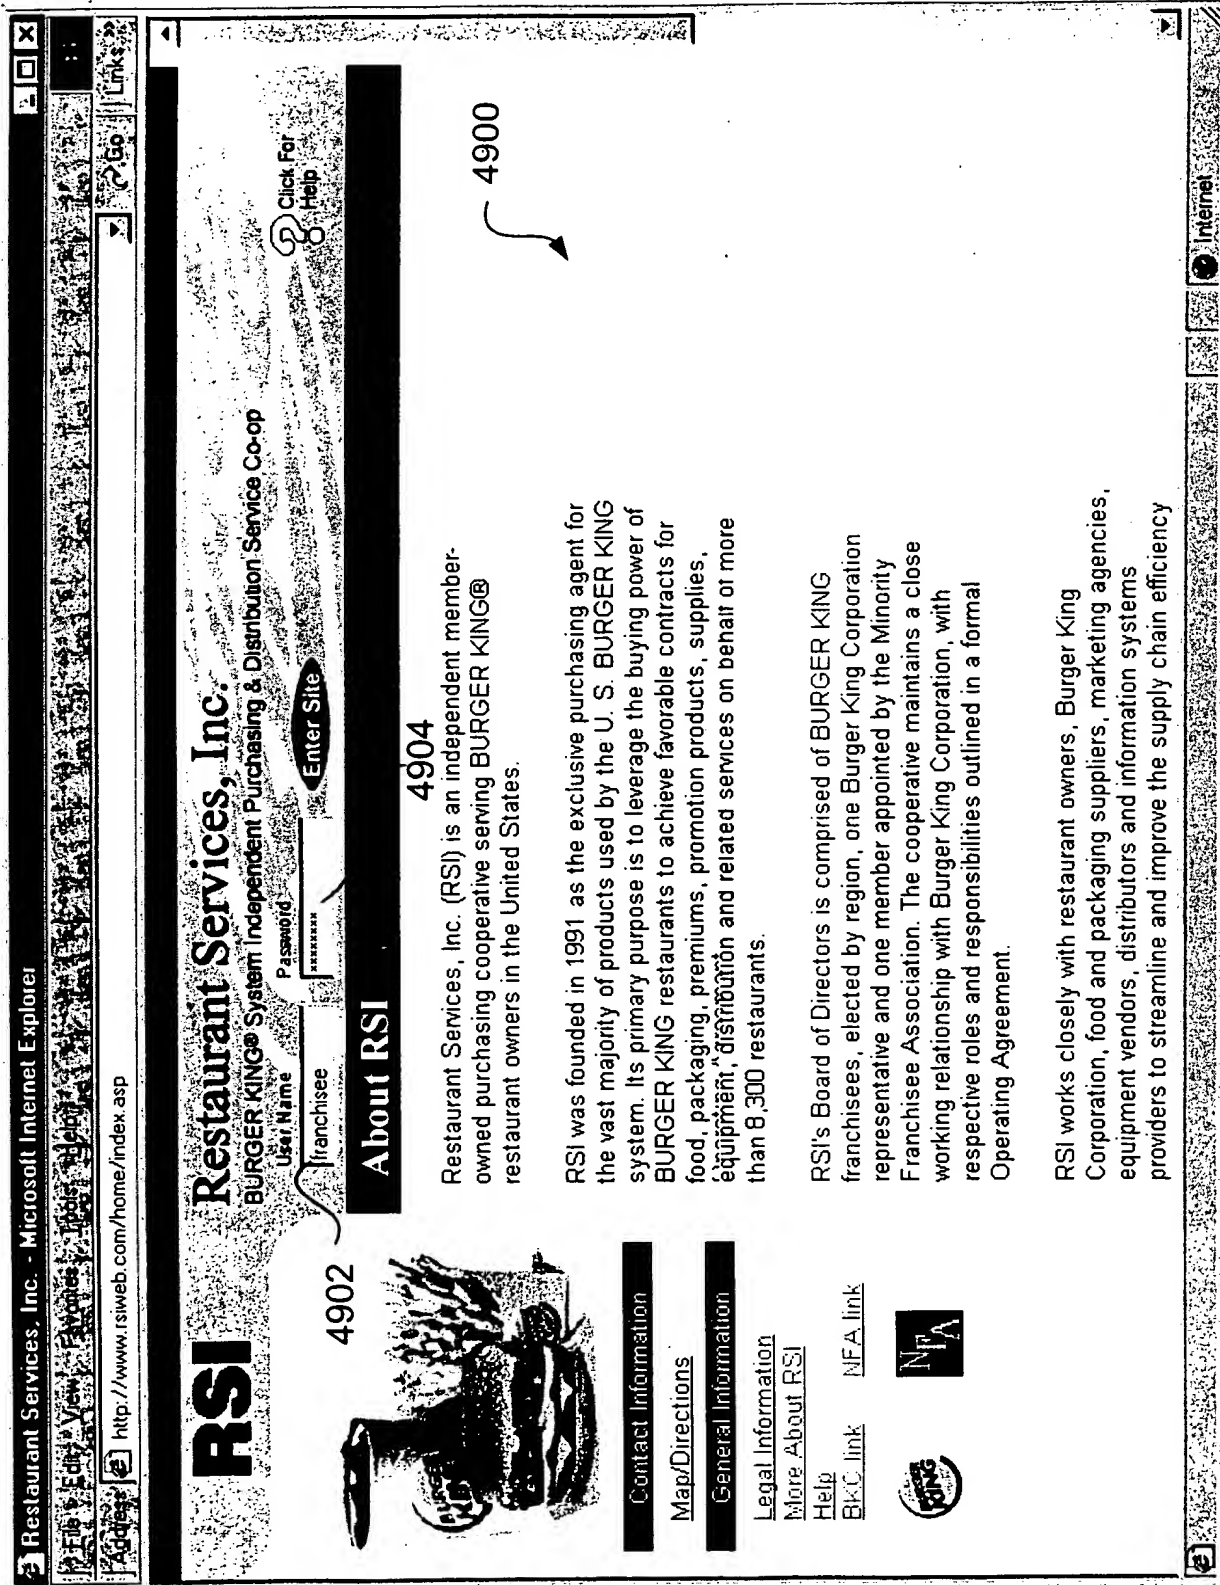 Restaurant Services, Inc. - Microsoft Internet Explorer
File Edit View Favorites Tools Help
Address http://www.rsiweb.com/home/index.asp Go Links »
RSI
Restaurant Services, Inc.
BURGER KING® System Independent Purchasing & Distribution Service Co-op
User Name Password
franchisee xxxxxxxx Enter Site Click For Help
4902
4904
4900
About RSI
BURGER KING
Contact Information
Map/Directions
General Information
Legal Information
More About RSI
Help
BKC link NFA link
BURGER KING NFA
Restaurant Services, Inc. (RSI) is an independent member-
owned purchasing cooperative serving BURGER KING®
restaurant owners in the United States.
RSI was founded in 1991 as the exclusive purchasing agent for
the vast majority of products used by the U. S. BURGER KING
system. Its primary purpose is to leverage the buying power of
BURGER KING restaurants to achieve favorable contracts for
food, packaging, premiums, promotion products, supplies,
equipment, distribution and related services on behalf of more
than 8,300 restaurants.
RSI's Board of Directors is comprised of BURGER KING
franchisees, elected by region, one Burger King Corporation
representative and one member appointed by the Minority
Franchisee Association. The cooperative maintains a close
working relationship with Burger King Corporation, with
respective roles and responsibilities outlined in a formal
Operating Agreement.
RSI works closely with restaurant owners, Burger King
Corporation, food and packaging suppliers, marketing agencies,
equipment vendors, distributors and information systems
providers to streamline and improve the supply chain efficiency
Internet